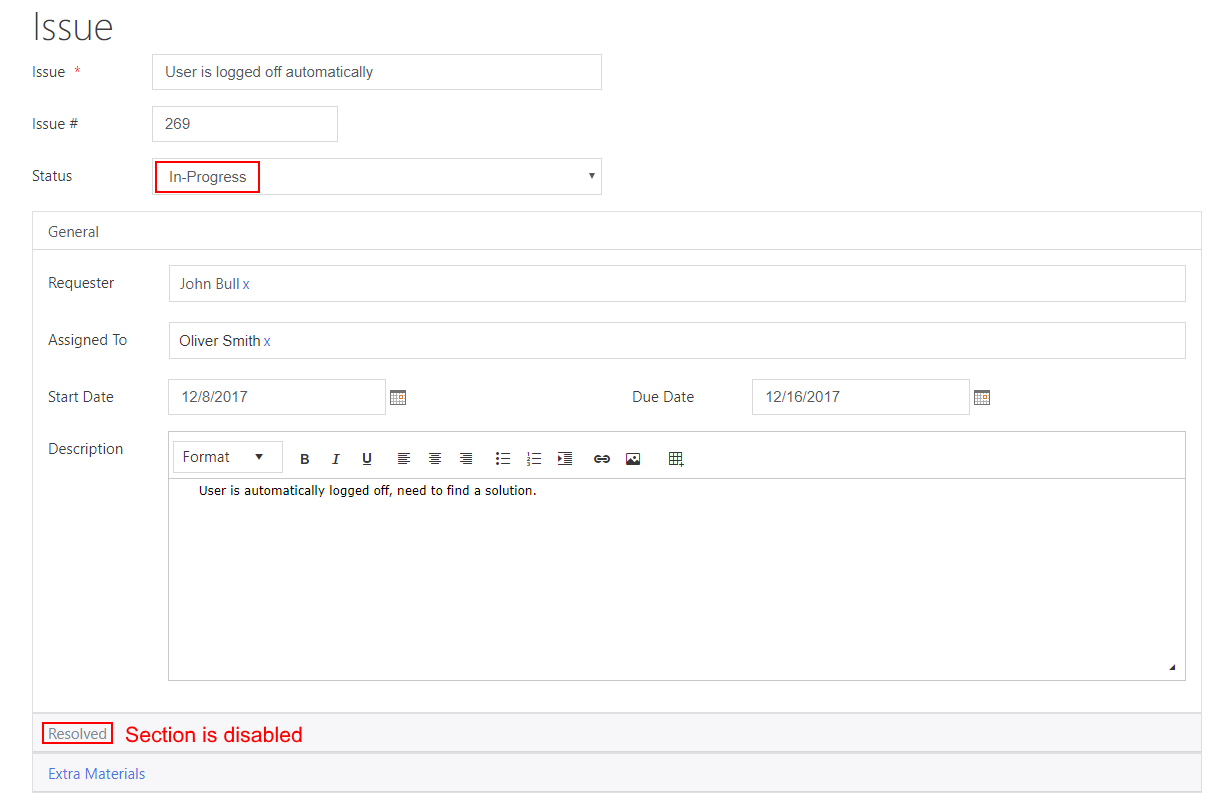 Issue
Issue * User is logged off automatically
Issue # 269
Status In-Progress
General
Requester John Bull x
Assigned To Oliver Smith x
Start Date 12/8/2017 Due Date 12/16/2017
Description Format B I U
User is automatically logged off, need to find a solution.
Resolved Section is disabled
Extra Materials